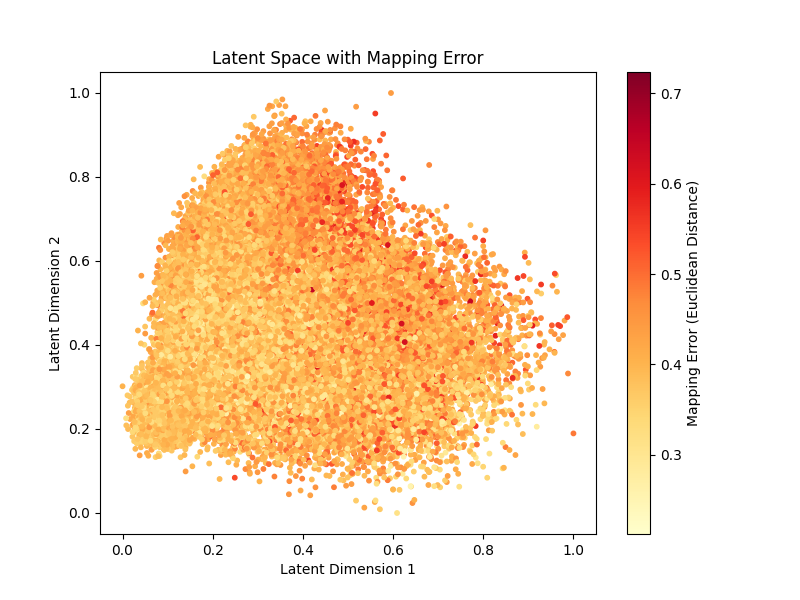 Latent Space with Mapping Error
Latent Dimension 2
1.0
0.8
0.6
0.4
0.2
0.0
0.0 0.2 0.4 0.6 0.8 1.0
Latent Dimension 1
0.7
0.6
0.5
0.4
0.3
Mapping Error (Euclidean Distance)